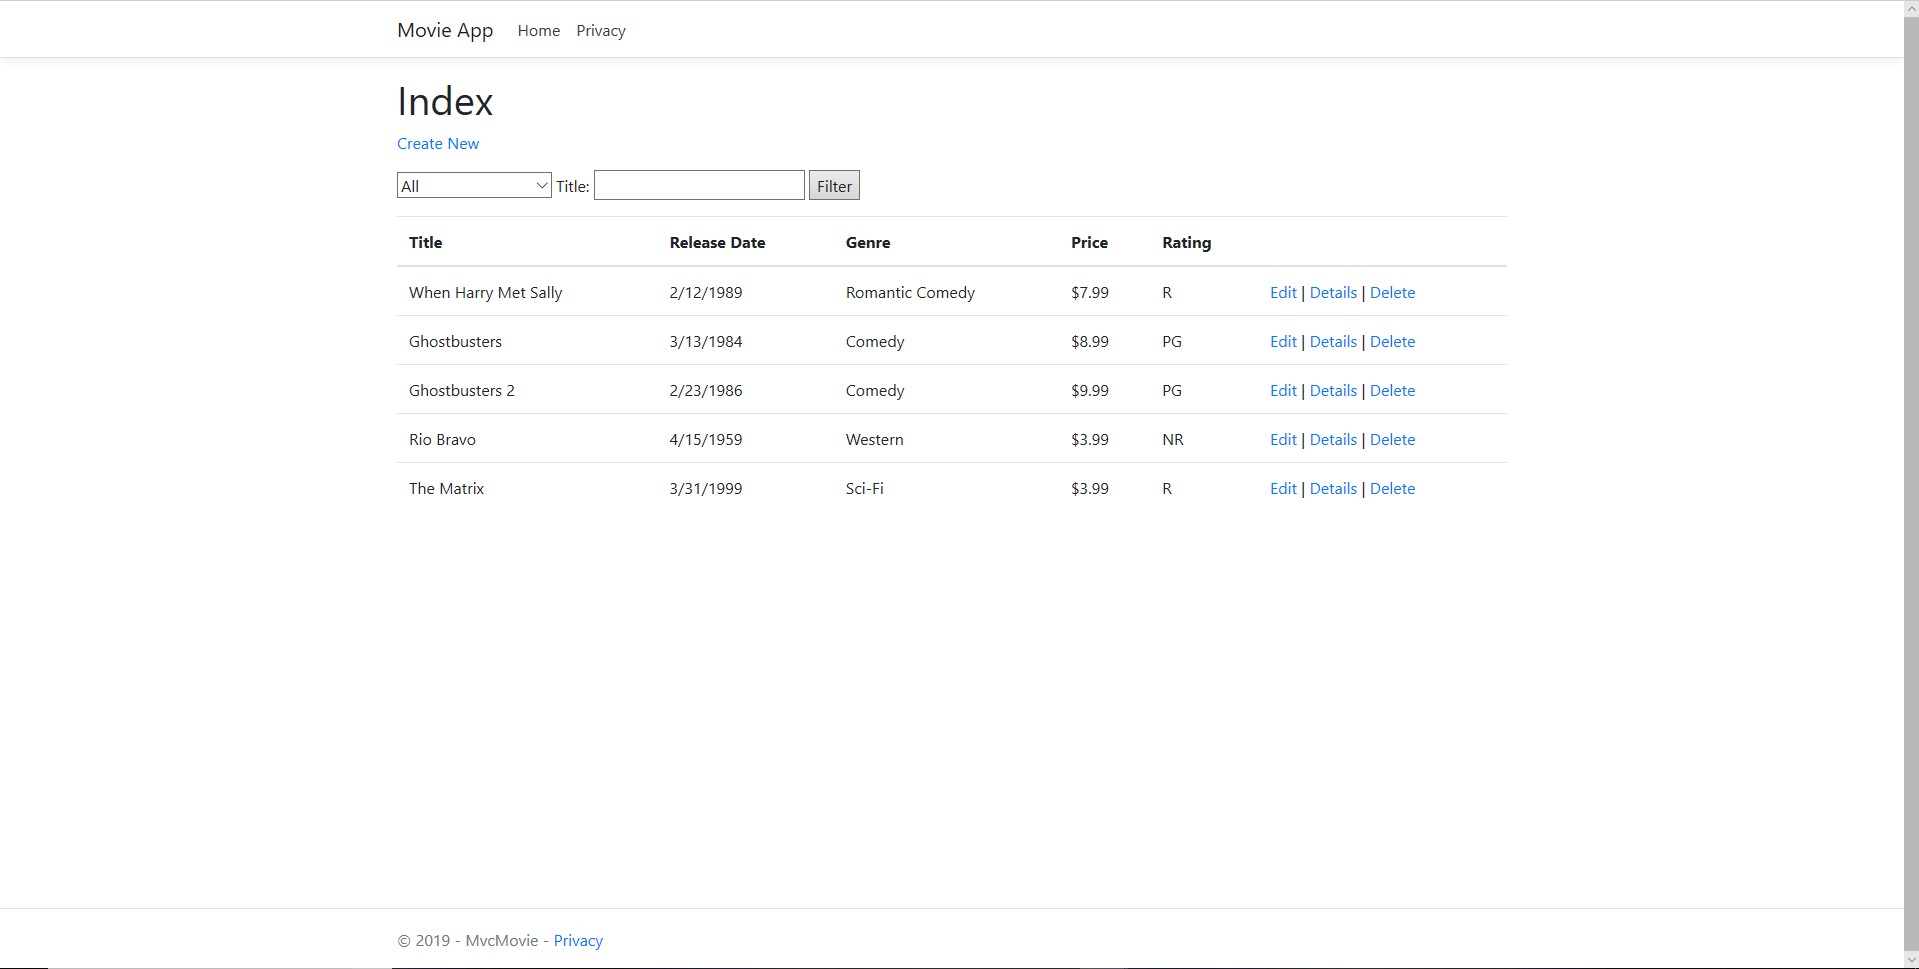 Movie App Home Privacy
Index
Create New
All Title: Filter
Title Release Date Genre Price Rating
When Harry Met Sally 2/12/1989 Romantic Comedy $7.99 R Edit | Details | Delete
Ghostbusters 3/13/1984 Comedy $8.99 PG Edit | Details | Delete
Ghostbusters 2 2/23/1986 Comedy $9.99 PG Edit | Details | Delete
Rio Bravo 4/15/1959 Western $3.99 NR Edit | Details | Delete
The Matrix 3/31/1999 Sci-Fi $3.99 R Edit | Details | Delete
© 2019 - MvcMovie - Privacy